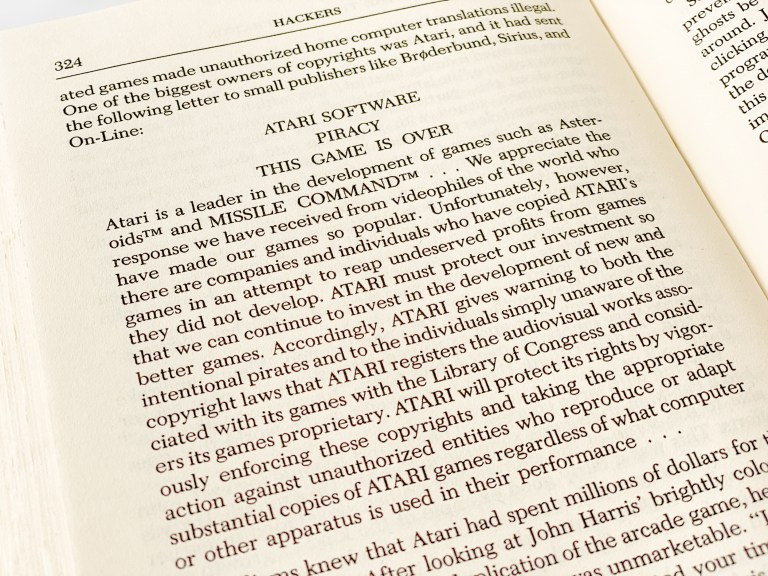 HACKERS
324
ated games made unauthorized home computer translations illegal.
One of the biggest owners of copyrights was Atari, and it had sent
the following letter to small publishers like Brøderbund, Sirius, and
On-Line:
ATARI SOFTWARE
PIRACY
THIS GAME IS OVER
Atari is a leader in the development of games such as Aster-
oids™ and MISSILE COMMAND™ . . . We appreciate the
response we have received from videophiles of the world who
have made our games so popular. Unfortunately, however,
there are companies and individuals who have copied ATARI's
games in an attempt to reap undeserved profits from games
they did not develop. ATARI must protect our investment so
that we can continue to invest in the development of new and
better games. Accordingly, ATARI gives warning to both the
intentional pirates and to the individuals simply unaware of the
copyright laws that ATARI registers the audiovisual works asso-
ciated with its games with the Library of Congress and consid-
ers its games proprietary. ATARI will protect its rights by vigor-
ously enforcing these copyrights and taking the appropriate
action against unauthorized entities who reproduce or adapt
substantial copies of ATARI games regardless of what computer
or other apparatus is used in their performance . . .
knew that Atari had spent millions of dollars for
After looking at John Harris' brightly
of the arcade game,
was unmarketable.
your
ghosts be
around.
clicking
the
this